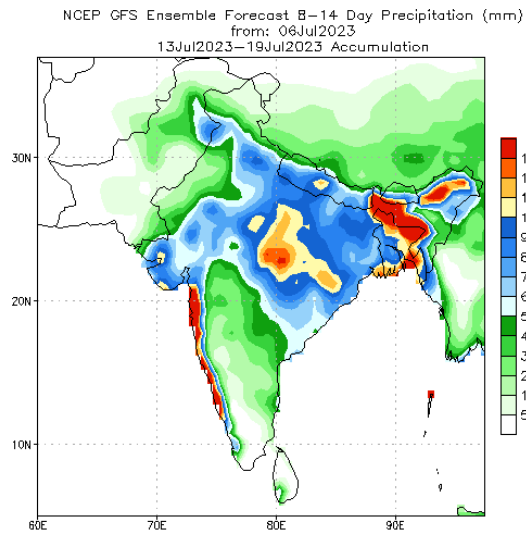 NCEP GFS Ensemble Forecast 8–14 Day Precipitation (mm)
from: 06Jul2023
13Jul2023–19Jul2023 Accumulation
30N
20N
10N
60E
70E
80E
90E
5